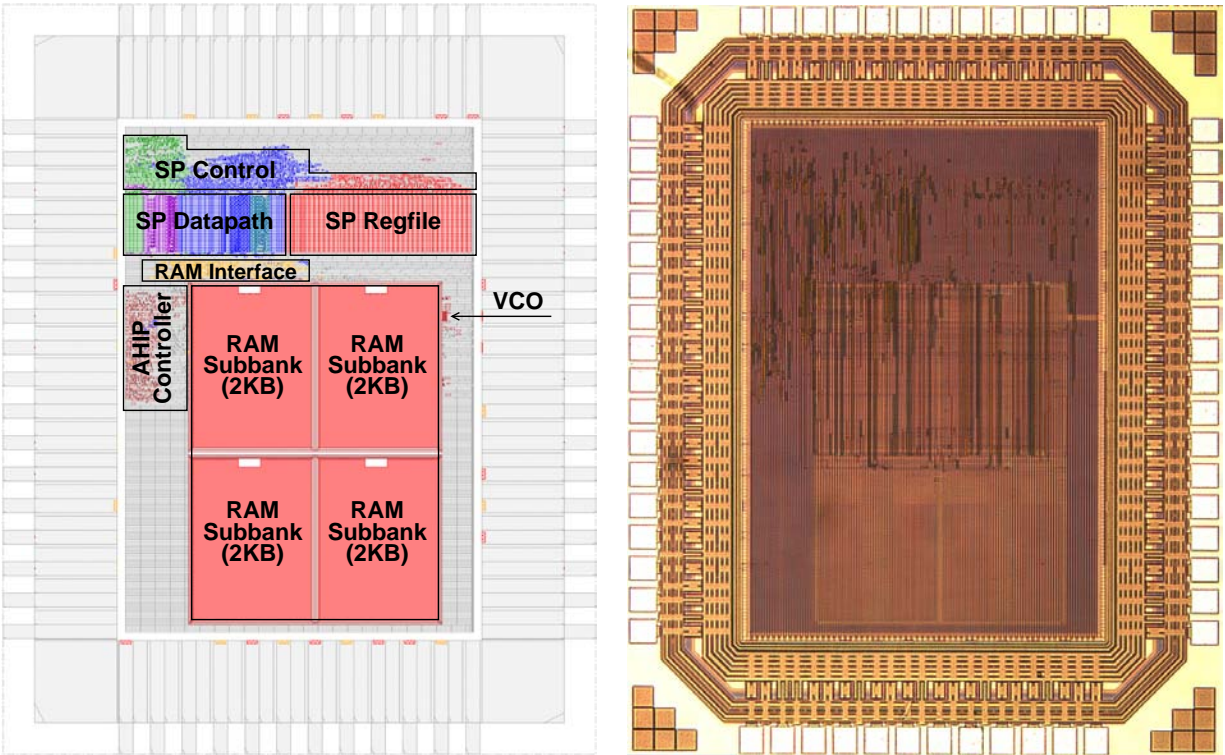 SP Control
SP Datapath
SP Regfile
RAM Interface
VCO
AHIP
Controller
RAM
Subbank
(2KB)
RAM
Subbank
(2KB)
RAM
Subbank
(2KB)
RAM
Subbank
(2KB)